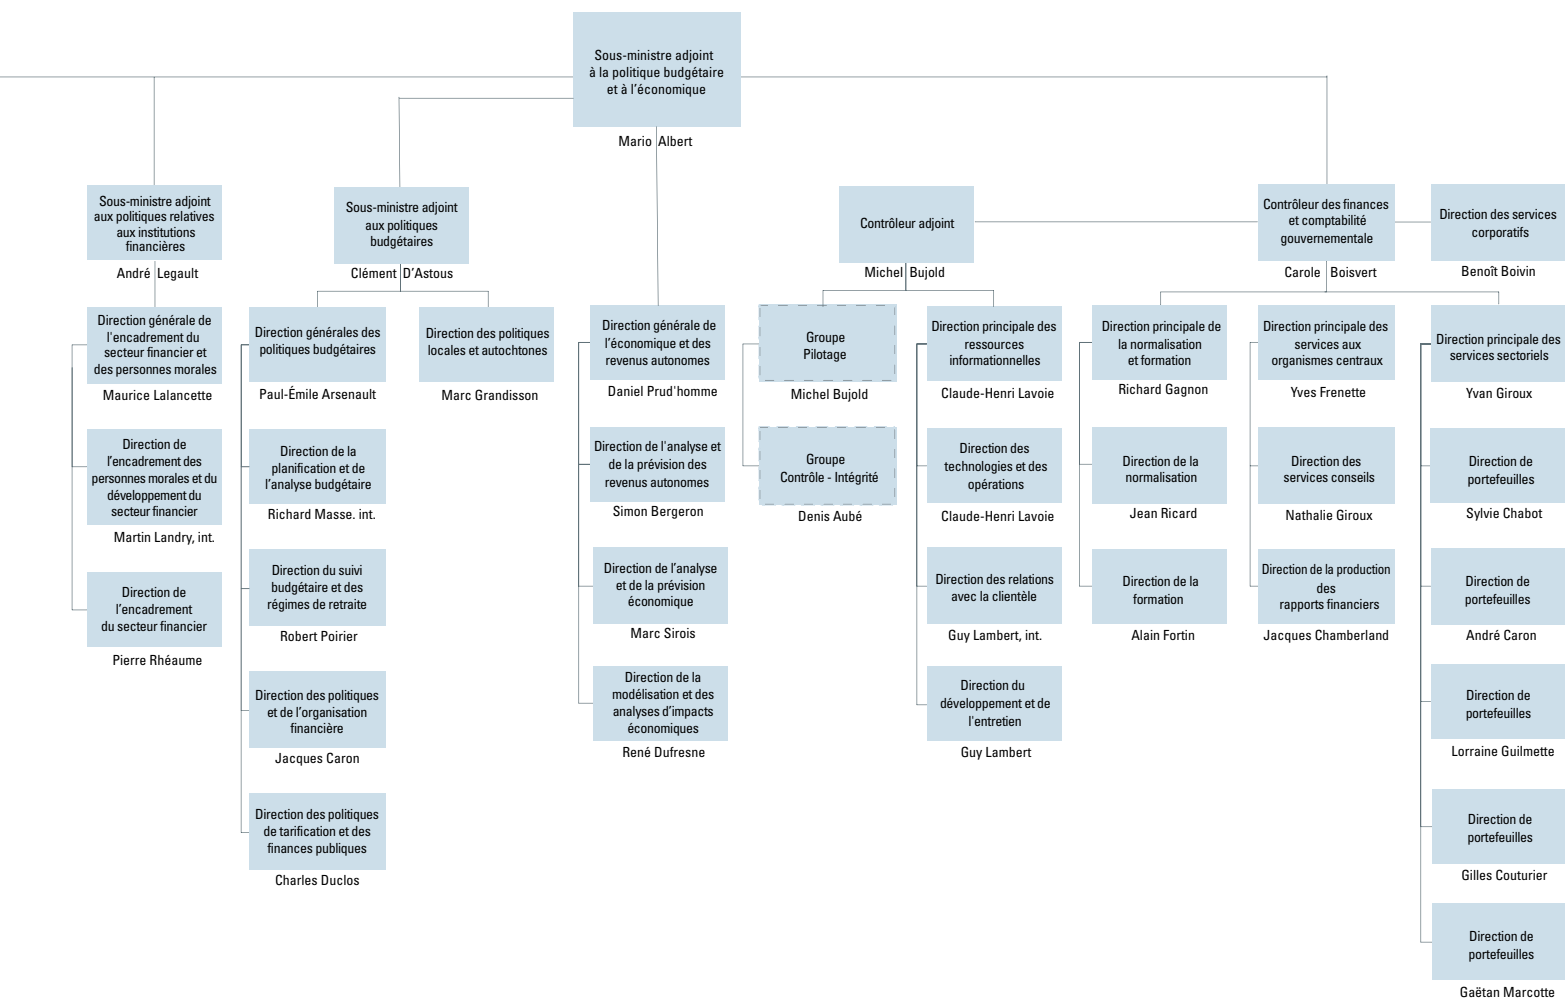 Sous-ministre adjoint
à la politique budgétaire
et à l'économique
Mario Albert
Sous-ministre adjoint
aux politiques relatives
aux institutions
financières
André Legault
Sous-ministre adjoint
aux politiques
budgétaires
Clément D'Astous
Contrôleur adjoint
Michel Bujold
Contrôleur des finances
et comptabilité
gouvernementale
Carole Boisvert
Direction des services
corporatifs
Benoît Boivin
Direction générale de
l'encadrement du
secteur financier et
des personnes morales
Maurice Lalancette
Direction de
l'encadrement des
personnes morales et du
développement du
secteur financier
Martin Landry, int.
Direction de
l'encadrement
du secteur financier
Pierre Rhéaume
Direction générales des
politiques budgétaires
Paul-Émile Arsenault
Direction de la
planification et de
l'analyse budgétaire
Richard Masse. int.
Direction du suivi
budgétaire et des
régimes de retraite
Robert Poirier
Direction des politiques
et de l'organisation
financière
Jacques Caron
Direction des politiques
de tarification et des
finances publiques
Charles Duclos
Direction des politiques
locales et autochtones
Marc Grandisson
Direction générale de
l'économique et des
revenus autonomes
Daniel Prud'homme
Direction de l'analyse et
de la prévision des
revenus autonomes
Simon Bergeron
Direction de l'analyse
et de la prévision
économique
Marc Sirois
Direction de la
modélisation et des
analyses d'impacts
économiques
René Dufresne
Groupe
Pilotage
Michel Bujold
Groupe
Contrôle - Intégrité
Denis Aubé
Direction principale des
ressources
informationnelles
Claude-Henri Lavoie
Direction des
technologies et des
opérations
Claude-Henri Lavoie
Direction des relations
avec la clientèle
Guy Lambert, int.
Direction du
développement et de
l'entretien
Guy Lambert
Direction principale de
la normalisation
et formation
Richard Gagnon
Direction de la
normalisation
Jean Ricard
Direction de la
formation
Alain Fortin
Direction principale des
services aux
organismes centraux
Yves Frenette
Direction des
services conseils
Nathalie Giroux
Direction de la production
des
rapports financiers
Jacques Chamberland
Direction principale des
services sectoriels
Yvan Giroux
Direction de
portefeuilles
Sylvie Chabot
Direction de
portefeuilles
André Caron
Direction de
portefeuilles
Lorraine Guilmette
Direction de
portefeuilles
Gilles Couturier
Direction de
portefeuilles
Gaëtan Marcotte